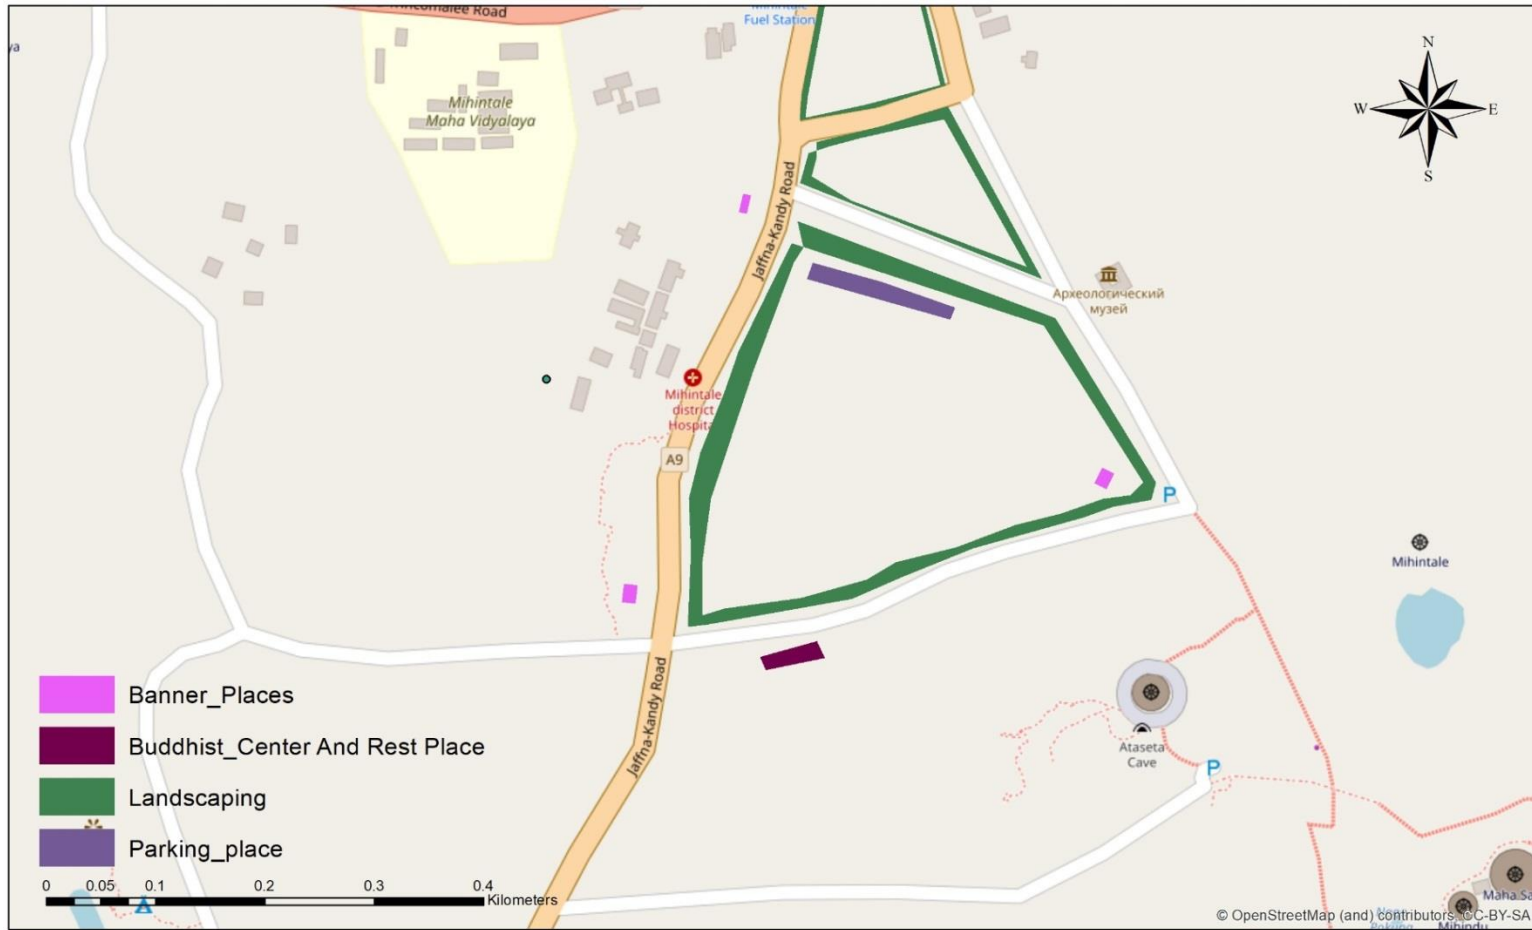 Road
Mihintale
Fuel Station
ya
N
W
E
S
Mihintale
Maha Vidyalaya
Jaffna-Kandy Road
Археологический
музей
Mihintale
district
Hospital
A9
P
Mihintale
Jaffna-Kandy Road
Ataseta
Cave
P
Banner_Places
Buddhist_Center And Rest Place
Landscaping
Parking_place
0 0.05 0.1 0.2 0.3 0.4
Kilometers
Maha Sa
© OpenStreetMap (and) contributors, CC-BY-SA
Mihindu